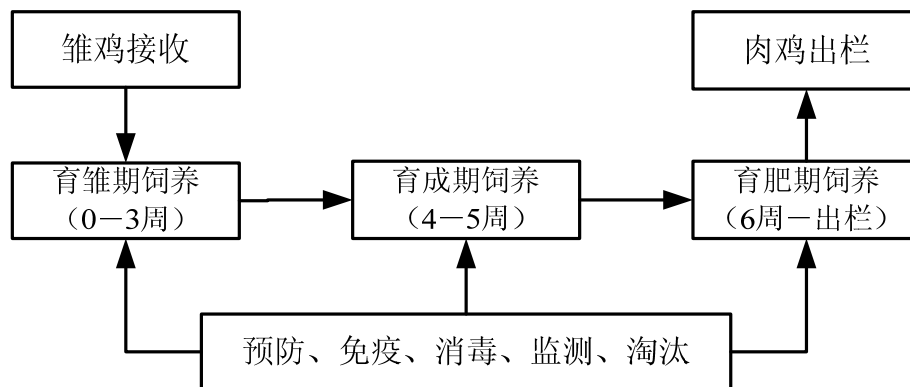 雏鸡接收
肉鸡出栏
育雏期饲养
（0－3周）
育成期饲养
（4－5周）
育肥期饲养
（6周－出栏）
预防、免疫、消毒、监测、淘汰